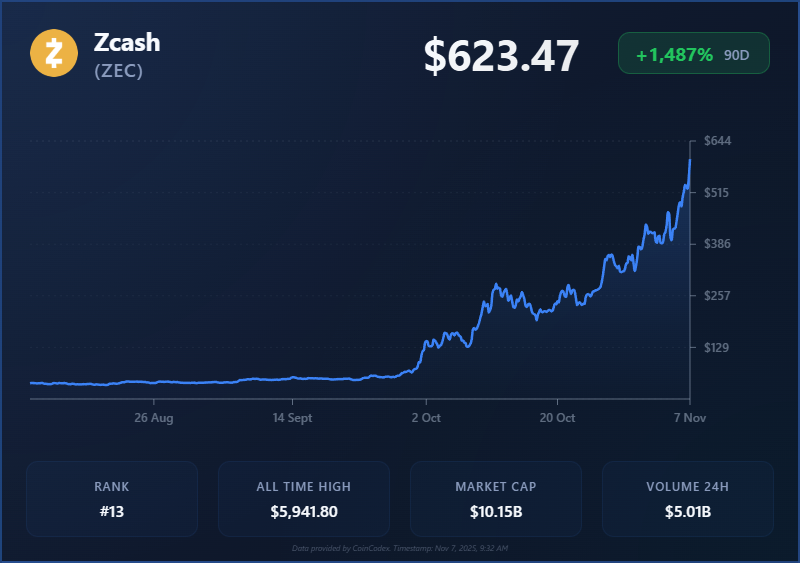 Zcash
(ZEC)
$623.47
+1,487% 90D
$644
$515
$386
$257
$129
26 Aug 14 Sept 2 Oct 20 Oct 7 Nov
RANK
#13
ALL TIME HIGH
$5,941.80
MARKET CAP
$10.15B
VOLUME 24H
$5.01B
Data provided by CoinCodex. Timestamp: Nov 7, 2025, 9:32 AM